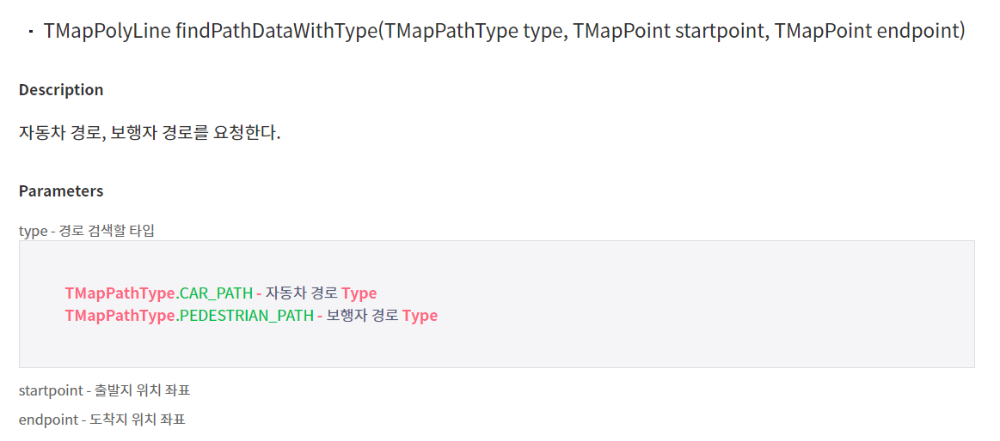 · TMapPolyLine findPathDataWithType(TMapPathType type, TMapPoint startpoint, TMapPoint endpoint)
Description
자동차 경로, 보행자 경로를 요청한다.
Parameters
type - 경로 검색할 타입
TMapPathType.CAR_PATH - 자동차 경로 Type
TMapPathType.PEDESTRIAN_PATH - 보행자 경로 Type
startpoint - 출발지 위치 좌표
endpoint - 도착지 위치 좌표